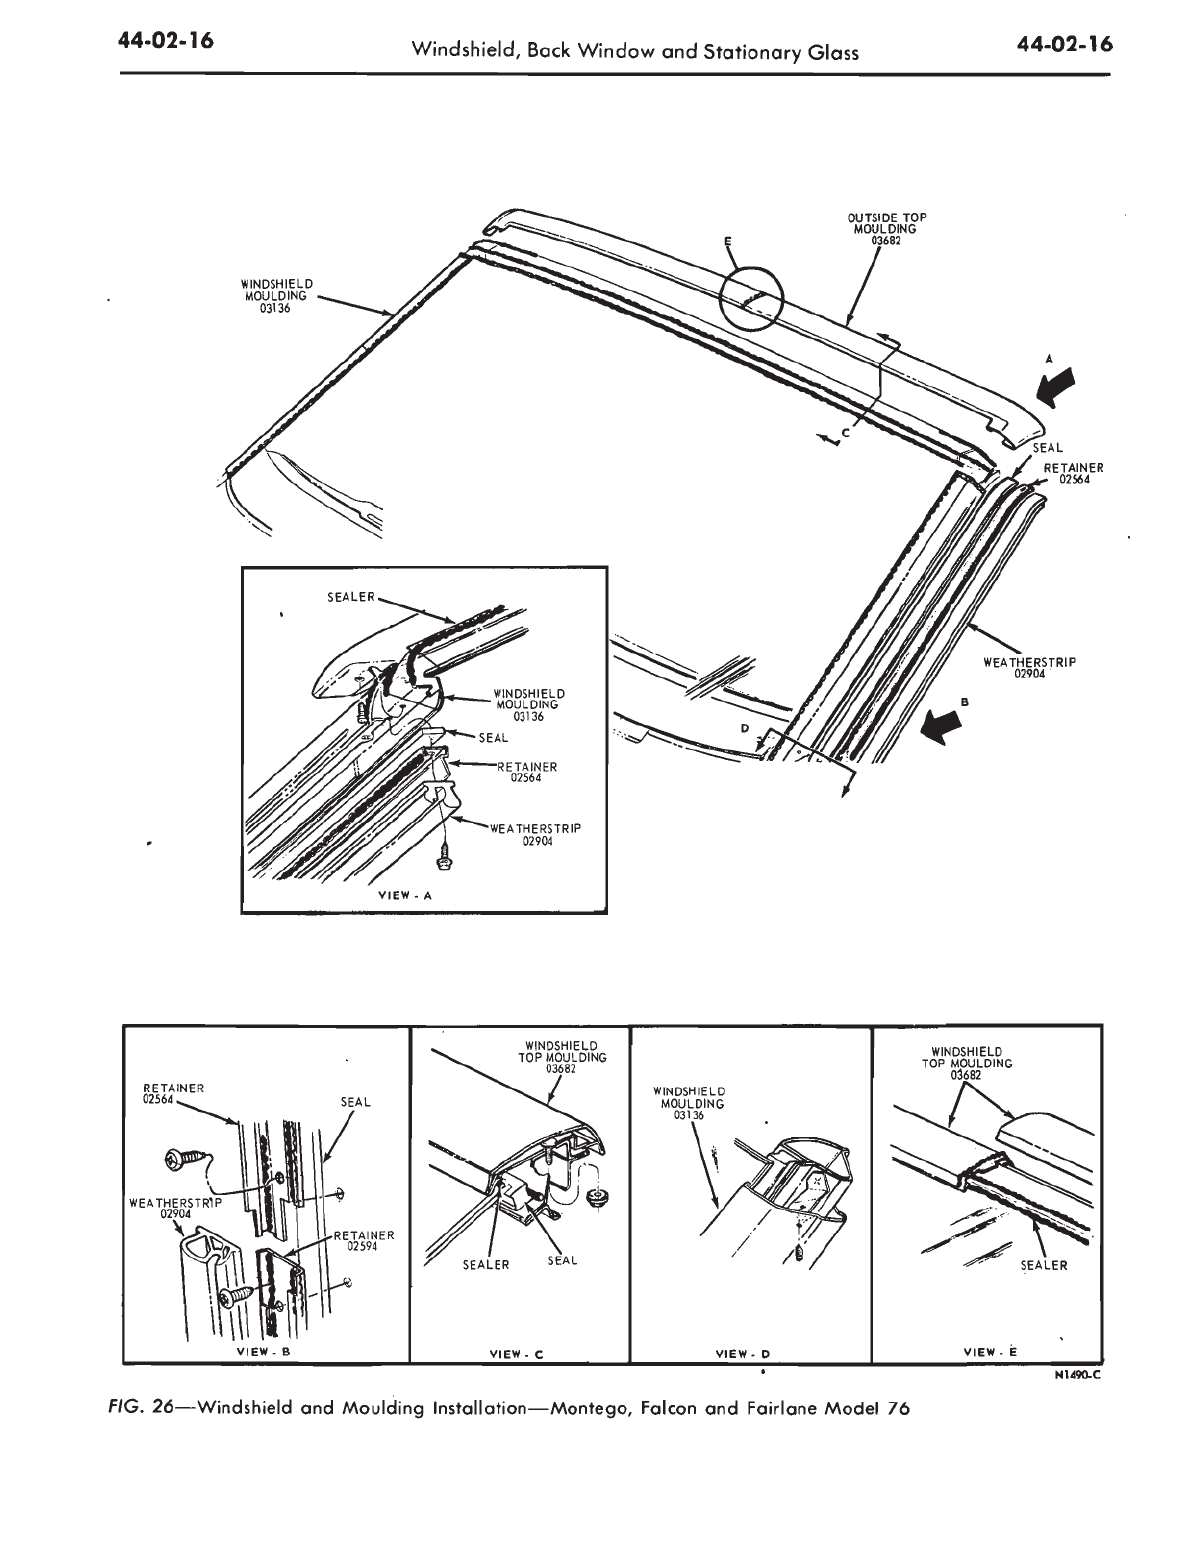 44-02-16
Windshield, Back Window and Stationary Glass
44-02-16
OUTSIDE TOP
MOULDING
03682
E
WINDSHIELD
MOULDING
03136
A
C
SEAL
RETAINER
02564
SEALER
WINDSHIELD
MOULDING
03136
SEAL
RETAINER
02564
WEATHERSTRIP
02904
VIEW - A
WEATHERSTRIP
02904
B
D
RETAINER
02564
SEAL
WEATHERSTRIP
02904
RETAINER
02594
VIEW - B
WINDSHIELD
TOP MOULDING
03682
SEALER
SEAL
VIEW - C
WINDSHIELD
MOULDING
03136
VIEW - D
WINDSHIELD
TOP MOULDING
03682
SEALER
VIEW - E
N1490-C
FIG. 26—Windshield and Moulding Installation—Montego, Falcon and Fairlane Model 76